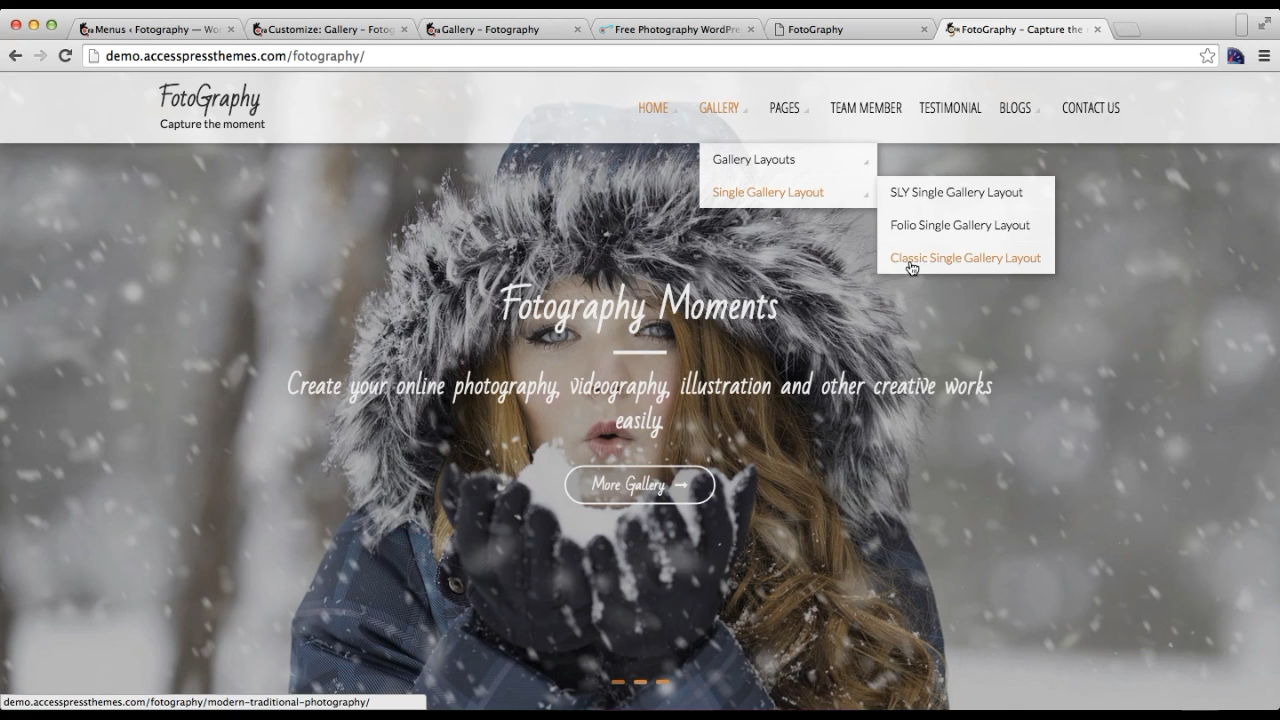 Menus ‹ Fotography — Wo
Customize: Gallery - Fotog
Gallery - Fotography
Free Photography WordPre
FotoGraphy
FotoGraphy - Capture the
demo.accesspressthemes.com/fotography/
FotoGraphy
Capture the moment
HOME
GALLERY
PAGES
TEAM MEMBER
TESTIMONIAL
BLOGS
CONTACT US
Gallery Layouts
Single Gallery Layout
SLY Single Gallery Layout
Folio Single Gallery Layout
Classic Single Gallery Layout
Fotography Moments
Create your online photography, videography, illustration and other creative works
easily.
More Gallery →
demo.accesspressthemes.com/fotography/modern-traditional-photography/